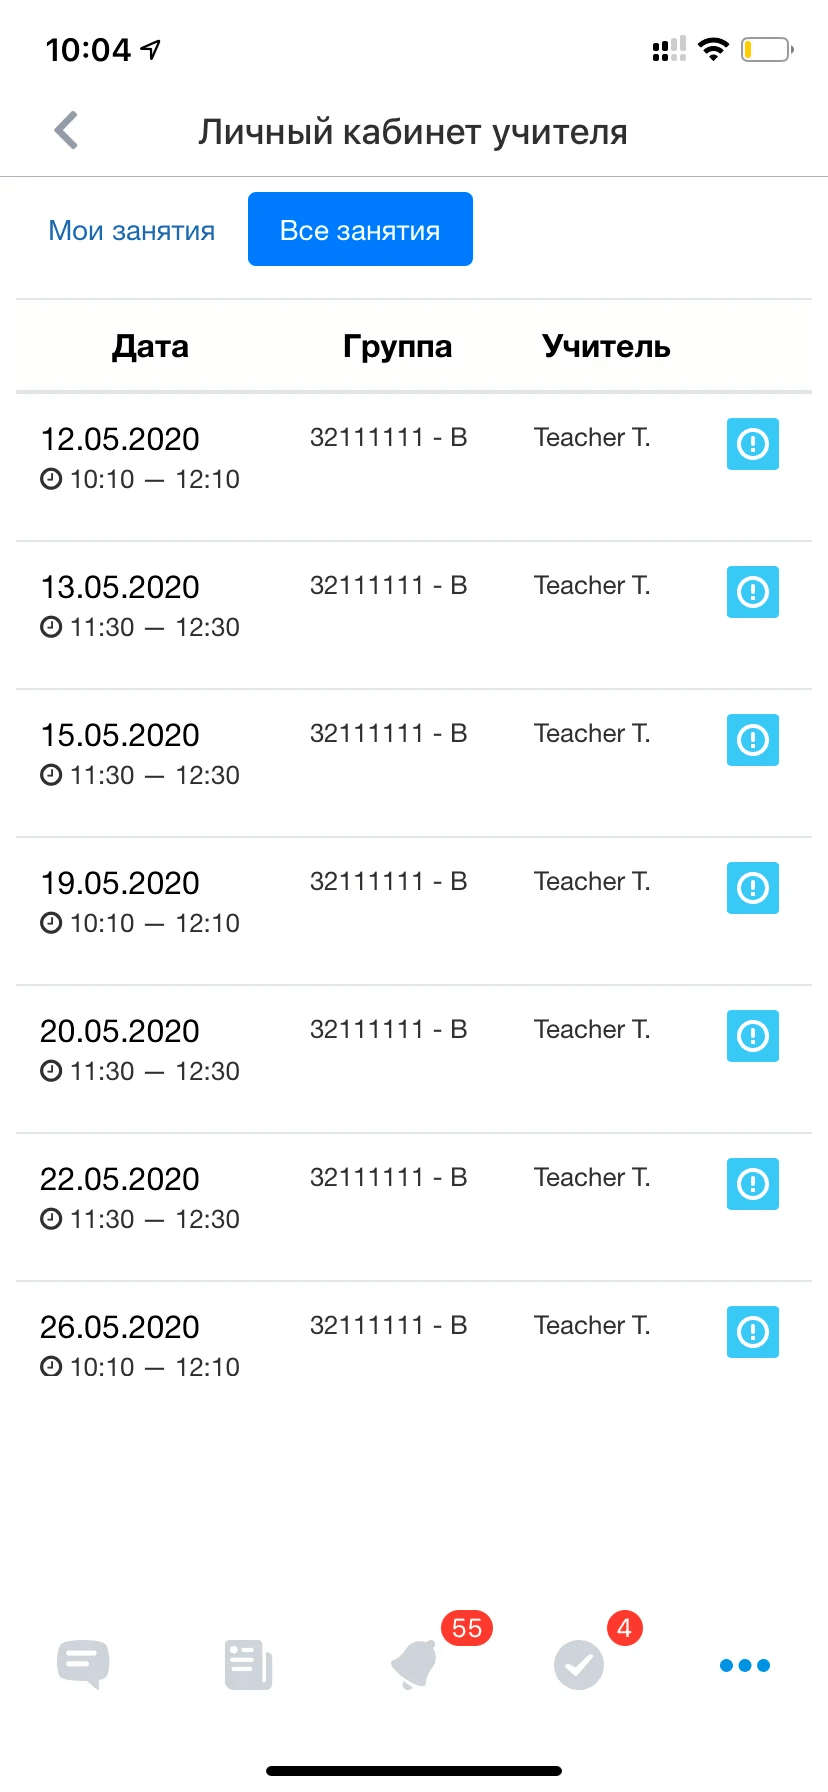 10:04
Личный кабинет учителя
Мои занятия Все занятия
Дата Группа Учитель
12.05.2020 32111111 - B Teacher T.
10:10 — 12:10
13.05.2020 32111111 - B Teacher T.
11:30 — 12:30
15.05.2020 32111111 - B Teacher T.
11:30 — 12:30
19.05.2020 32111111 - B Teacher T.
10:10 — 12:10
20.05.2020 32111111 - B Teacher T.
11:30 — 12:30
22.05.2020 32111111 - B Teacher T.
11:30 — 12:30
26.05.2020 32111111 - B Teacher T.
10:10 — 12:10
55 4